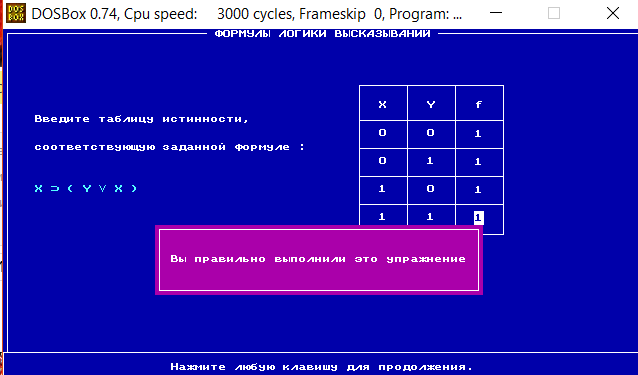 DOS BOX DOSBox 0.74, Cpu speed: 3000 cycles, Frameskip 0, Program: ...
ФОРМУЛЫ ЛОГИКИ ВЫСКАЗЫВАНИЙ
Введите таблицу истинности,
соответствующую заданной формуле :
X ⊃ ( Y ∨ X )
X Y f
0 0 1
0 1 1
1 0 1
1 1 1
Вы правильно выполнили это упражнение
Нажмите любую клавишу для продолжения.